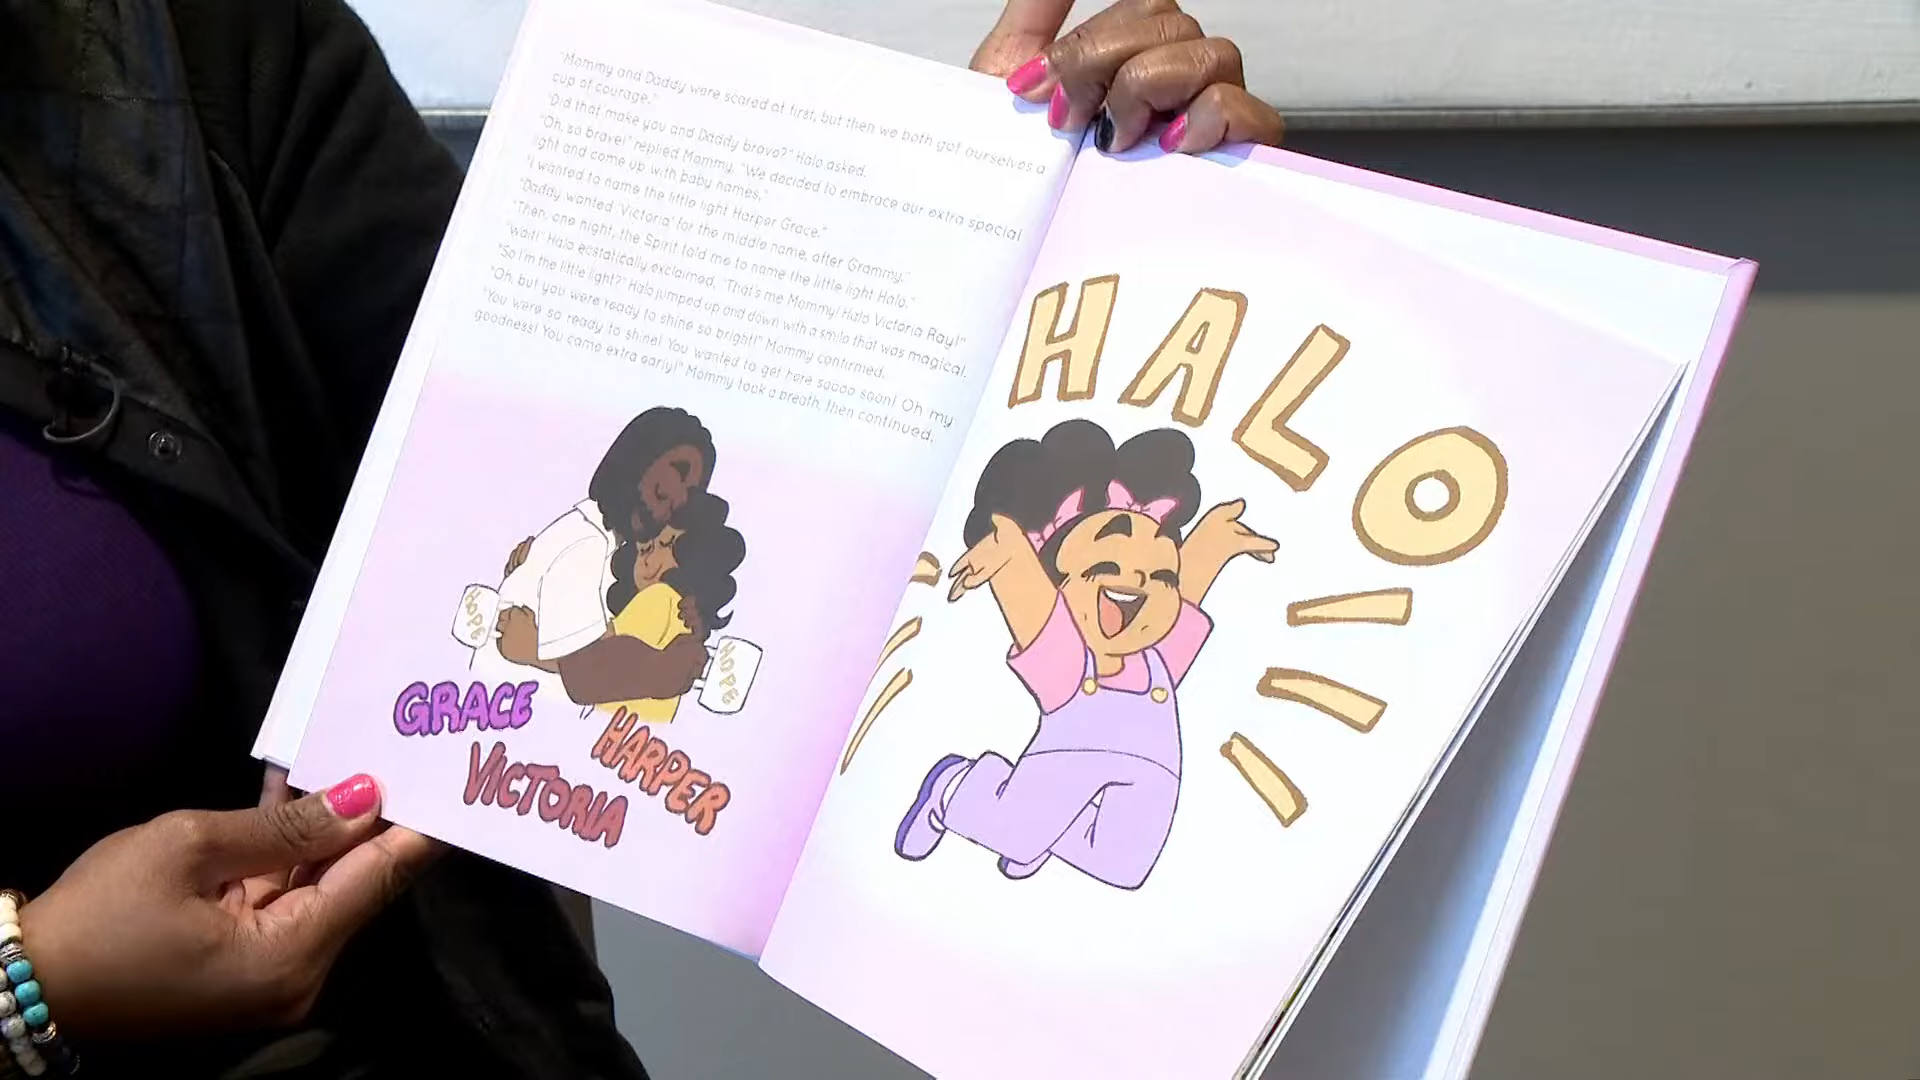 "Mommy and Daddy were scared at first, but then we both got ourselves a
cup of courage."
"Did that make you and Daddy brave?" Halo asked.
"Oh, so brave!" replied Mommy. "We decided to embrace our extra special
light and come up with baby names."
"I wanted to name the little light Harper Grace."
"Daddy wanted 'Victoria' for the middle name, after Grammy."
"Then, one night, the Spirit told me to name the little light Halo."
"Wait!" Halo ecstatically exclaimed, "That's me Mommy! Halo Victoria Ray!"
"So I'm the little light?" Halo jumped up and down with a smile that was magical.
"Oh, but you were ready to shine so bright!" Mommy confirmed.
"You were so ready to shine! You wanted to get here soooo soon! Oh my
goodness! You came extra early!" Mommy took a breath, then continued.
HOPE
HOPE
GRACE
HARPER
VICTORIA
HALO